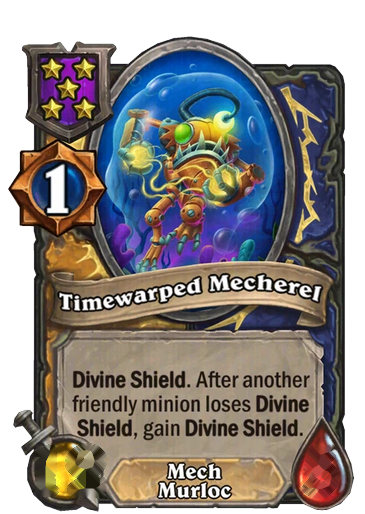 1
Timewarped Mecherel
Divine Shield. After another
friendly minion loses Divine
Shield, gain Divine Shield.
Mech
Murloc